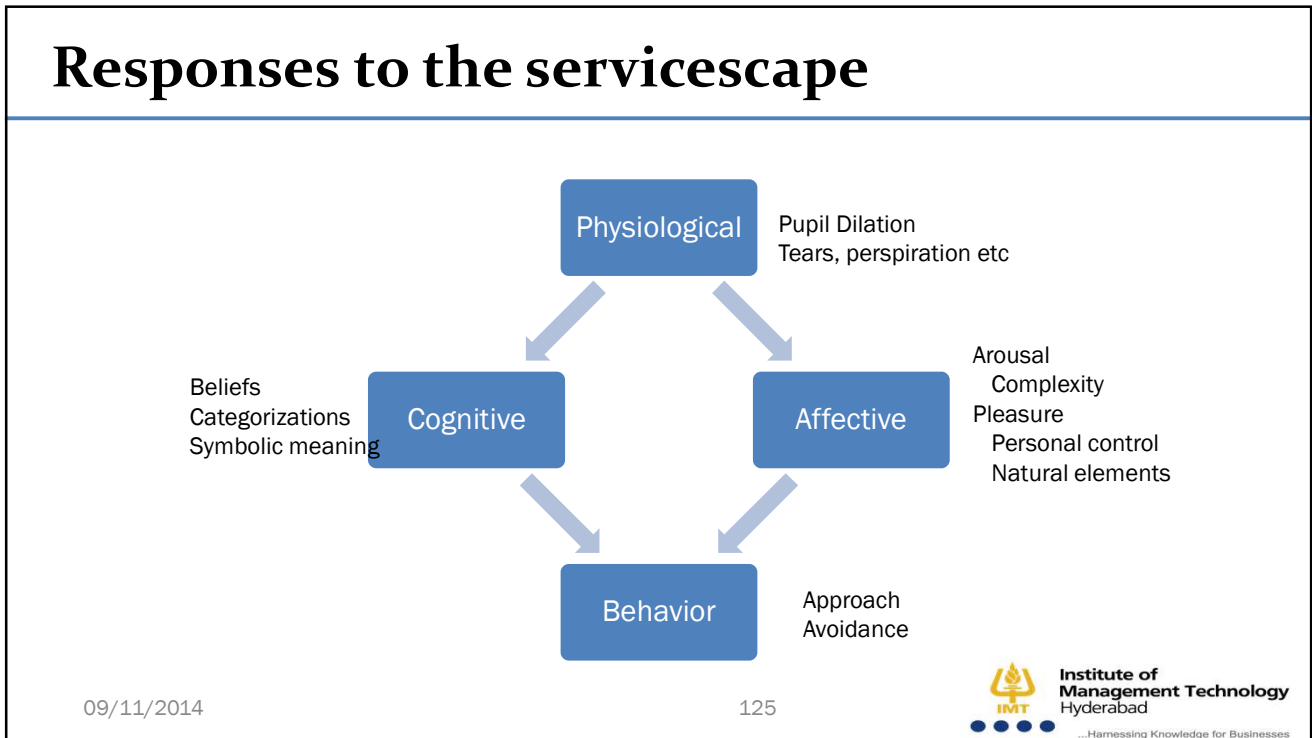 Responses to the servicescape
Physiological
Pupil Dilation
Tears, perspiration etc
Beliefs
Categorizations
Symbolic meaning
Cognitive
Affective
Arousal
Complexity
Pleasure
Personal control
Natural elements
Behavior
Approach
Avoidance
09/11/2014
125
IMT
Institute of
Management Technology
Hyderabad
...Harnessing Knowledge for Businesses